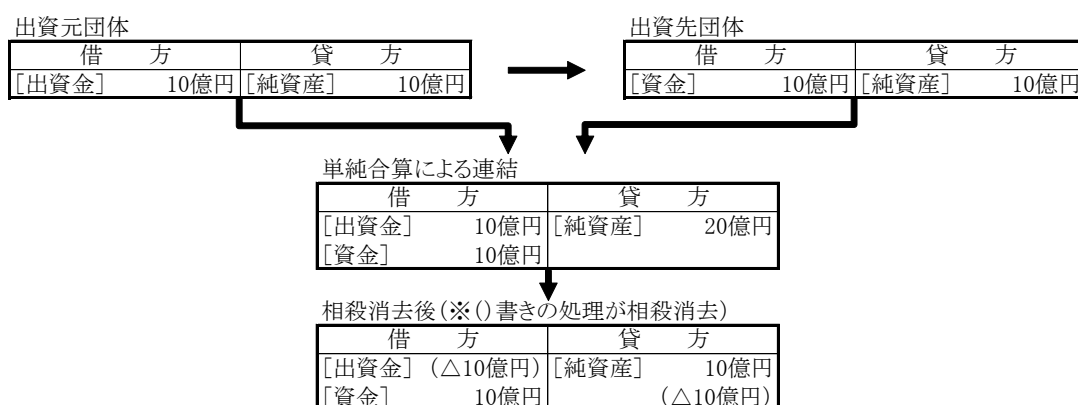 出資元団体
借　方　貸　方
[出資金]　10億円　[純資産]　10億円
出資先団体
借　方　貸　方
[資金]　10億円　[純資産]　10億円
単純合算による連結
借　方　貸　方
[出資金]　10億円　[純資産]　20億円
[資金]　10億円
相殺消去後(※()書きの処理が相殺消去)
借　方　貸　方
[出資金]　(△10億円)　[純資産]　10億円
[資金]　10億円　(△10億円)